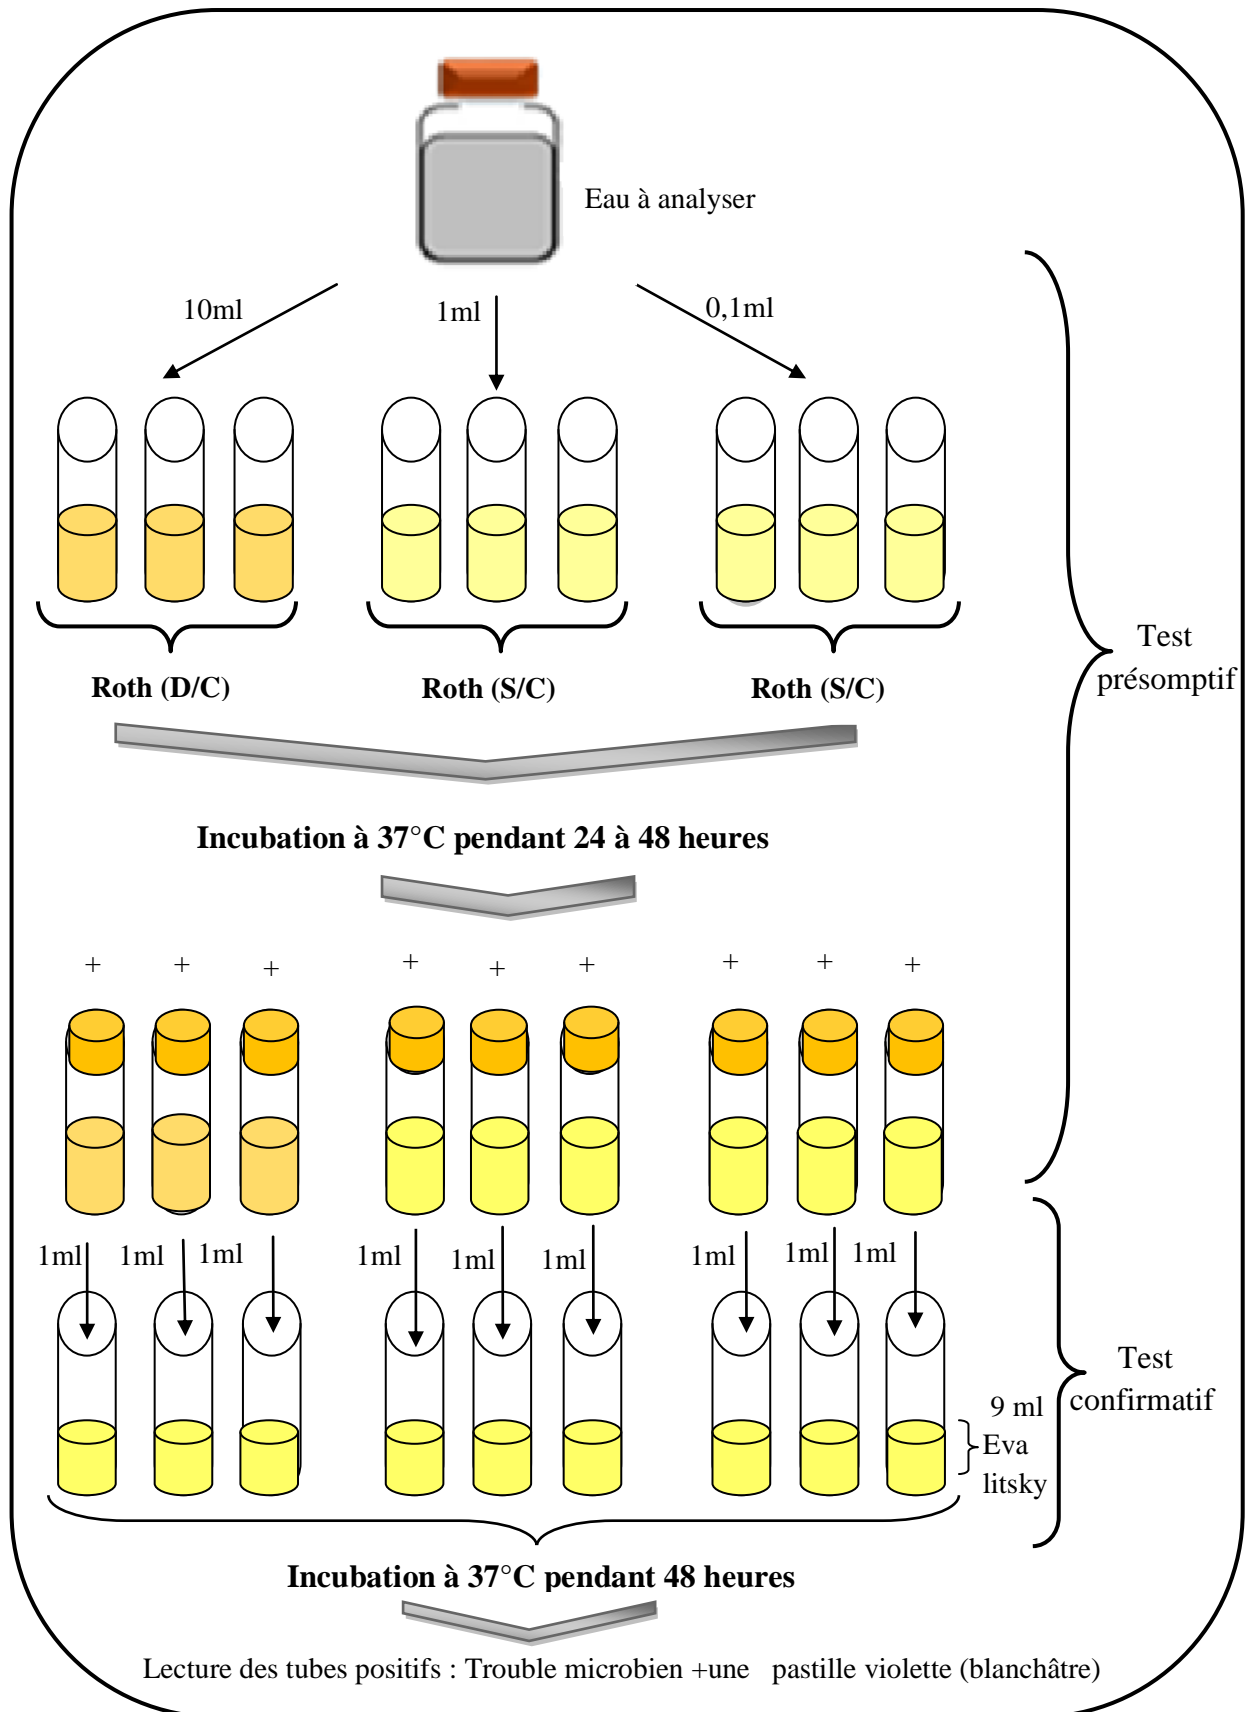 Eau à analyser
10ml
1ml
0,1ml
Roth (D/C)
Roth (S/C)
Roth (S/C)
Test
présomptif
Incubation à 37°C pendant 24 à 48 heures
+ + + + + + + + +
1ml 1ml 1ml 1ml 1ml 1ml 1ml 1ml 1ml
Test
confirmatif
9 ml
Eva
litsky
Incubation à 37°C pendant 48 heures
Lecture des tubes positifs : Trouble microbien +une pastille violette (blanchâtre)